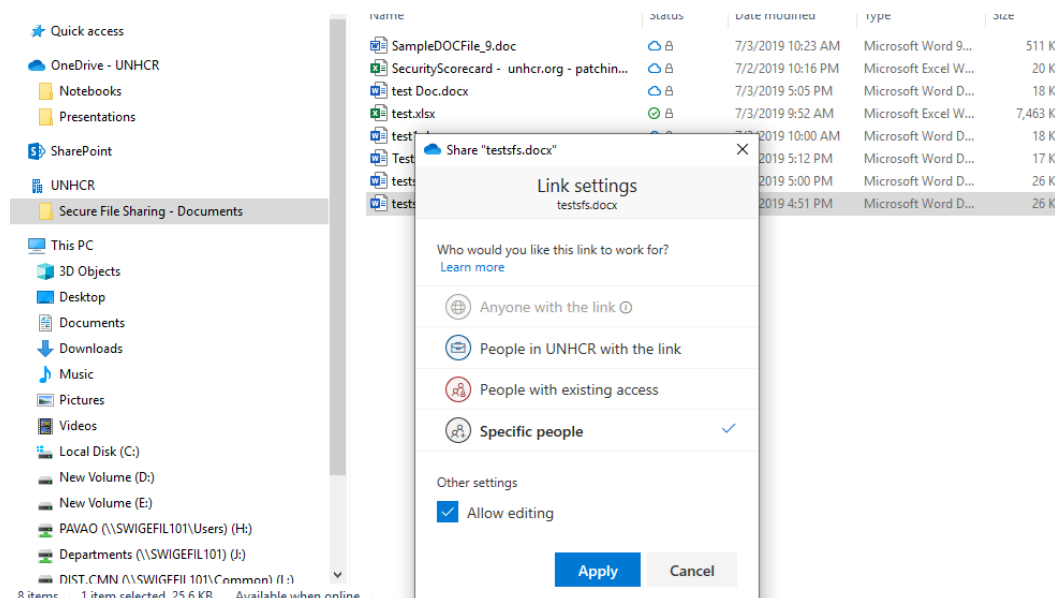 Name Status Date modified Type Size
Quick access
OneDrive - UNHCR
Notebooks
Presentations
SharePoint
UNHCR
Secure File Sharing - Documents
This PC
3D Objects
Desktop
Documents
Downloads
Music
Pictures
Videos
Local Disk (C:)
New Volume (D:)
New Volume (E:)
PAVAO (\\SWIGEFIL101\Users) (H:)
Departments (\\SWIGEFIL101) (J:)
DIST.CMN (\\SWIGEFIL101\Common) (L:)
SampleDOCFile_9.doc 7/3/2019 10:23 AM Microsoft Word 9... 511 K
SecurityScorecard - unhcr.org - patchin... 7/2/2019 10:16 PM Microsoft Excel W... 20 K
test Doc.docx 7/3/2019 5:05 PM Microsoft Word D... 18 K
test.xlsx 7/3/2019 9:52 AM Microsoft Excel W... 7,463 K
test1 2019 10:00 AM Microsoft Word D... 18 K
Test 2019 5:12 PM Microsoft Word D... 17 K
tests 2019 5:00 PM Microsoft Word D... 26 K
tests 2019 4:51 PM Microsoft Word D... 26 K
Share "testsfs.docx"
Link settings
testsfs.docx
Who would you like this link to work for?
Learn more
Anyone with the link
People in UNHCR with the link
People with existing access
Specific people
Other settings
Allow editing
Apply Cancel
8 items 1 item selected 25.6 KB Available when online